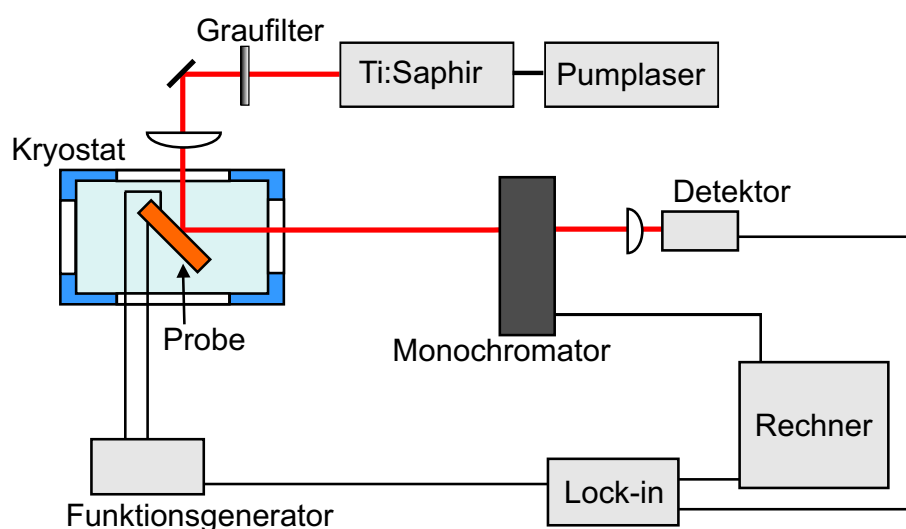 Graufilter
Ti:Saphir
Pumplaser
Kryostat
Detektor
Probe
Monochromator
Rechner
Lock-in
Funktionsgenerator